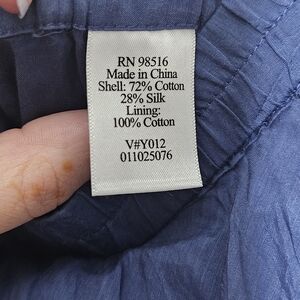 RN 98516
Made in China
Shell: 72% Cotton
28% Silk
Lining:
100% Cotton
V#Y012
011025076